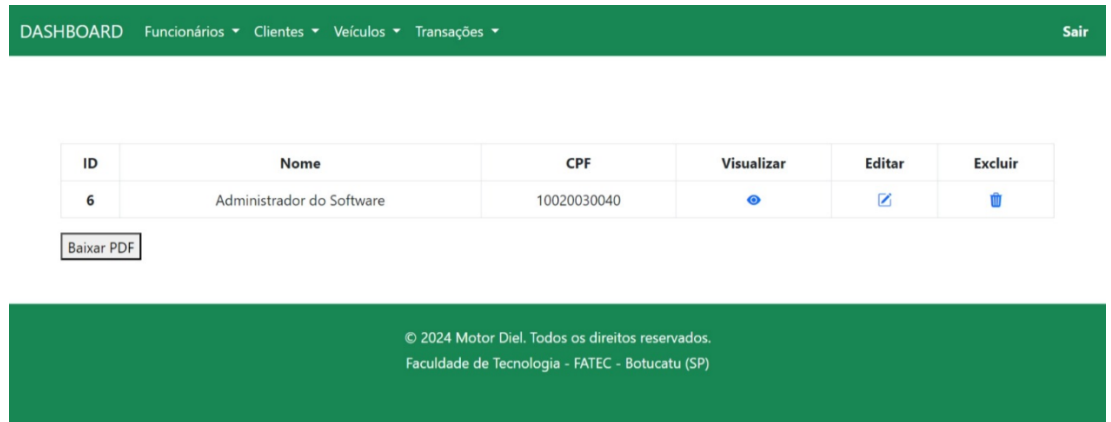 DASHBOARD Funcionários Clientes Veículos Transações Sair
ID Nome CPF Visualizar Editar Excluir
6 Administrador do Software 10020030040
Baixar PDF
© 2024 Motor Diel. Todos os direitos reservados.
Faculdade de Tecnologia - FATEC - Botucatu (SP)